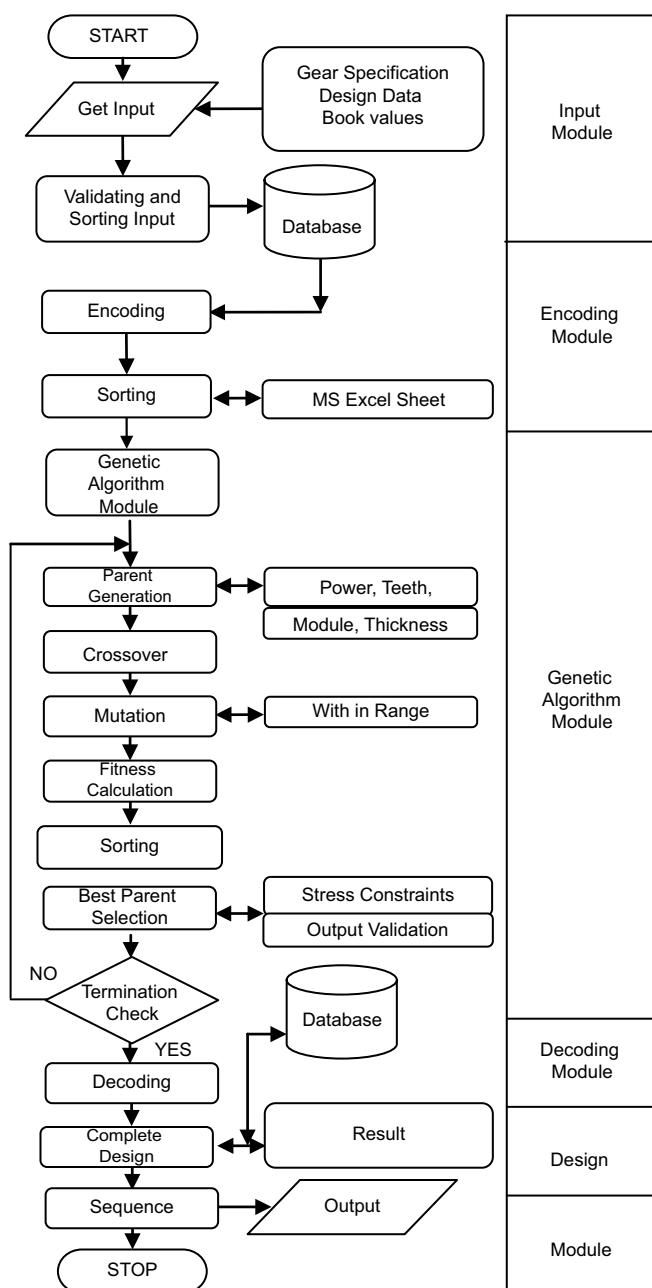 START
Get Input
Gear Specification
Design Data
Book values
Input
Module
Validating and
Sorting Input
Database
Encoding
Encoding
Module
Sorting
MS Excel Sheet
Genetic
Algorithm
Module
Parent
Generation
Power, Teeth,
Module, Thickness
Crossover
Genetic
Algorithm
Module
Mutation
With in Range
Fitness
Calculation
Sorting
Best Parent
Selection
Stress Constraints
Output Validation
NO
Termination
Check
YES
Database
Decoding
Module
Decoding
Complete
Design
Result
Design
Sequence
Output
Module
STOP